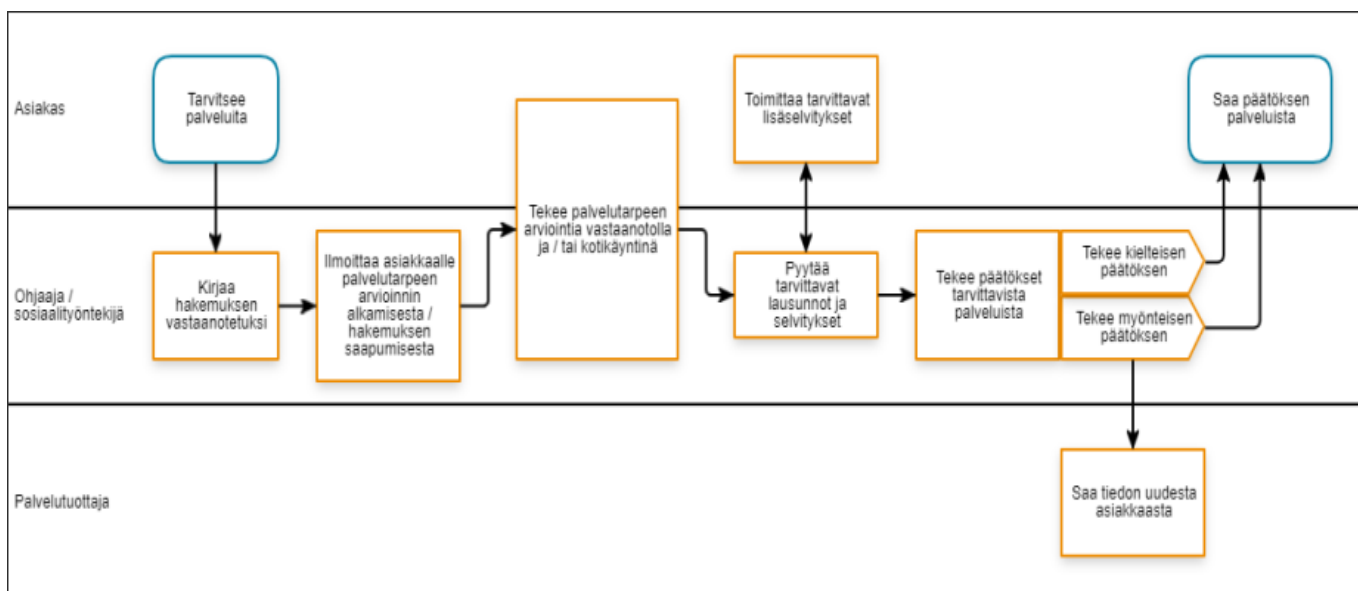 Asiakas
Tarvitsee
palveluita
Toimittaa tarvittavat
lisäselvitykset
Saa päätöksen
palveluista
Ohjaaja /
sosiaalityöntekijä
Kirjaa
hakemuksen
vastaanotetuksi
Ilmoittaa asiakkaalle
palvelutarpeen
arvioinnin
alkamisesta /
hakemuksen
saapumisesta
Tekee palvelutarpeen
arviointia vastaanotolla
ja / tai kotikäyntinä
Pyytää
tarvittavat
lausunnot ja
selvitykset
Tekee päätökset
tarvittavista
palveluista
Tekee kielteisen
päätöksen
Tekee myönteisen
päätöksen
Palvelutuottaja
Saa tiedon uudesta
asiakkaasta